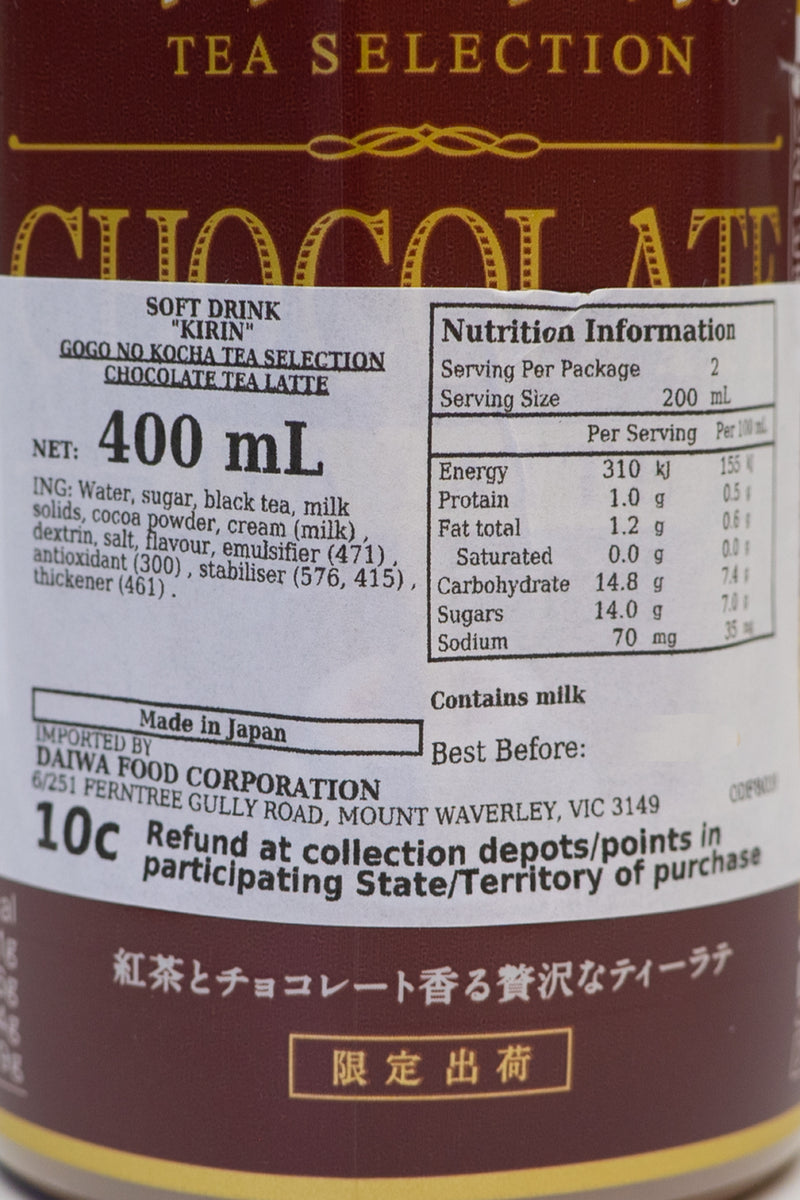 TEA SELECTION
CHOCOLATE
SOFT DRINK
"KIRIN"
GOGO NO KOCHA TEA SELECTION
CHOCOLATE TEA LATTE
NET: 400 mL
ING: Water, sugar, black tea, milk
solids, cocoa powder, cream (milk) ,
dextrin, salt, flavour, emulsifier (471) ,
antioxidant (300) , stabiliser (576, 415) ,
thickener (461) .
Nutrition Information
Serving Per Package 2
Serving Size 200 mL
Per Serving Per 100 mL
Energy 310 kJ 155
Protein 1.0 g 0.5 g
Fat total 1.2 g 0.6 g
Saturated 0.0 g 0.0 g
Carbohydrate 14.8 g 7.4 g
Sugars 14.0 g 7.0 g
Sodium 70 mg 35 mg
Contains milk
Best Before:
Made in Japan
IMPORTED BY
DAIWA FOOD CORPORATION
6/251 FERNTREE GULLY ROAD, MOUNT WAVERLEY, VIC 3149
10c Refund at collection depots/points in
participating State/Territory of purchase
紅茶とチョコレート香る贅沢なティーラテ
限定出荷